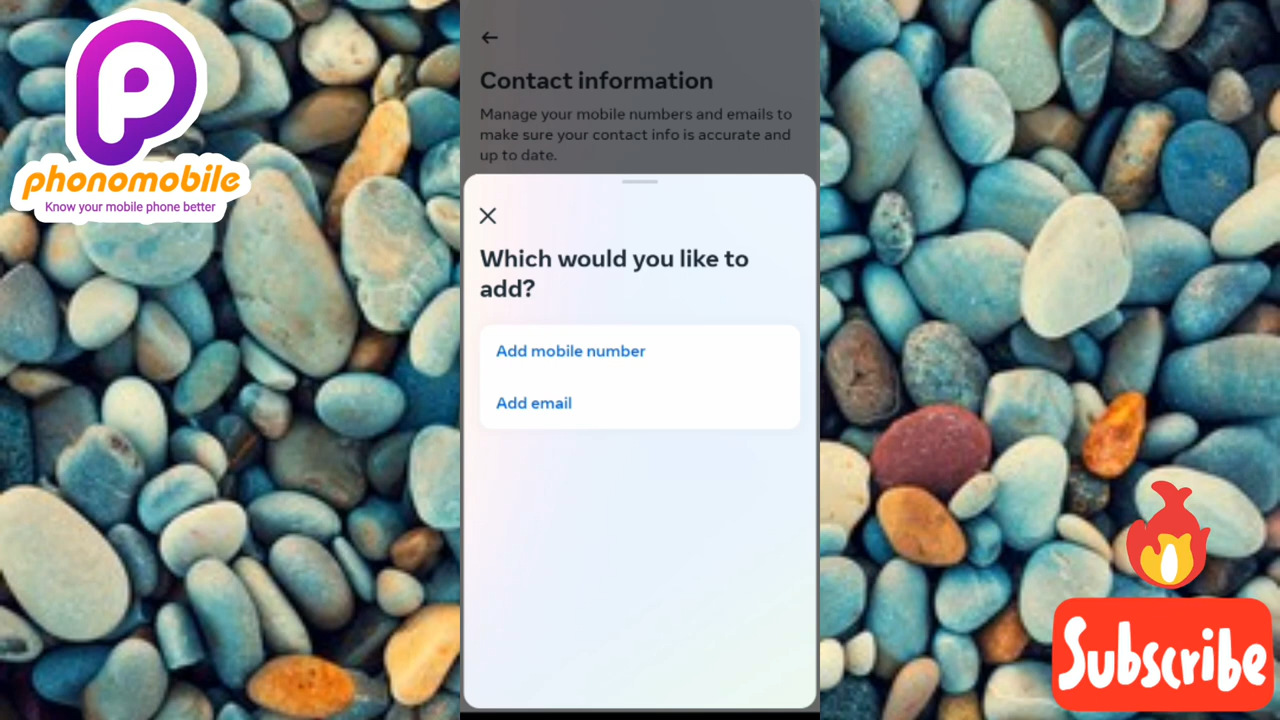 phonomobile
Know your mobile phone better
Contact information
Manage your mobile numbers and emails to
make sure your contact info is accurate and
up to date.
Which would you like to
add?
Add mobile number
Add email
Subscribe